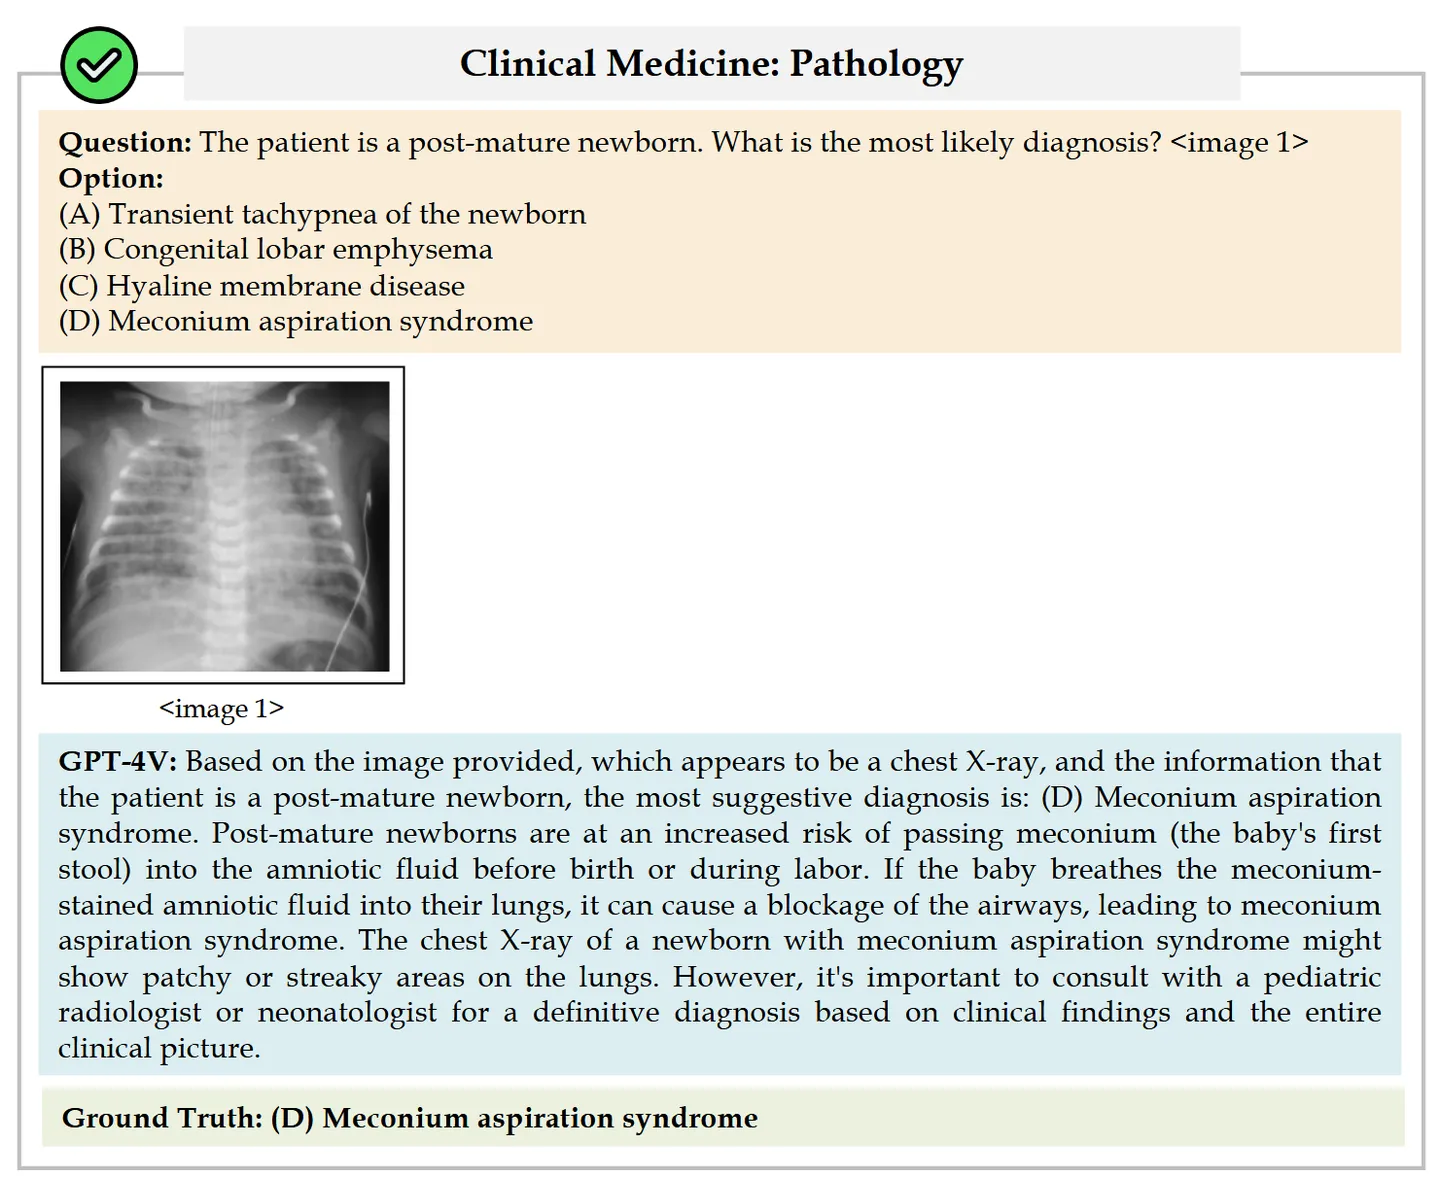 Clinical Medicine: Pathology
Question: The patient is a post-mature newborn. What is the most likely diagnosis? <image 1>
Option:
(A) Transient tachypnea of the newborn
(B) Congenital lobar emphysema
(C) Hyaline membrane disease
(D) Meconium aspiration syndrome
<image 1>
GPT-4V: Based on the image provided, which appears to be a chest X-ray, and the information that
the patient is a post-mature newborn, the most suggestive diagnosis is: (D) Meconium aspiration
syndrome. Post-mature newborns are at an increased risk of passing meconium (the baby's first
stool) into the amniotic fluid before birth or during labor. If the baby breathes the meconium-
stained amniotic fluid into their lungs, it can cause a blockage of the airways, leading to meconium
aspiration syndrome. The chest X-ray of a newborn with meconium aspiration syndrome might
show patchy or streaky areas on the lungs. However, it's important to consult with a pediatric
radiologist or neonatologist for a definitive diagnosis based on clinical findings and the entire
clinical picture.
Ground Truth: (D) Meconium aspiration syndrome